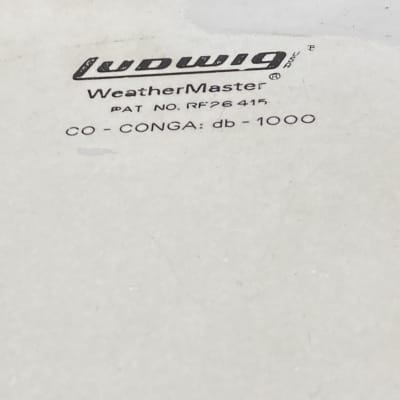 Ludwig
WeatherMaster®
PAT NO. RE26 415
CO - CONGA: db - 1000